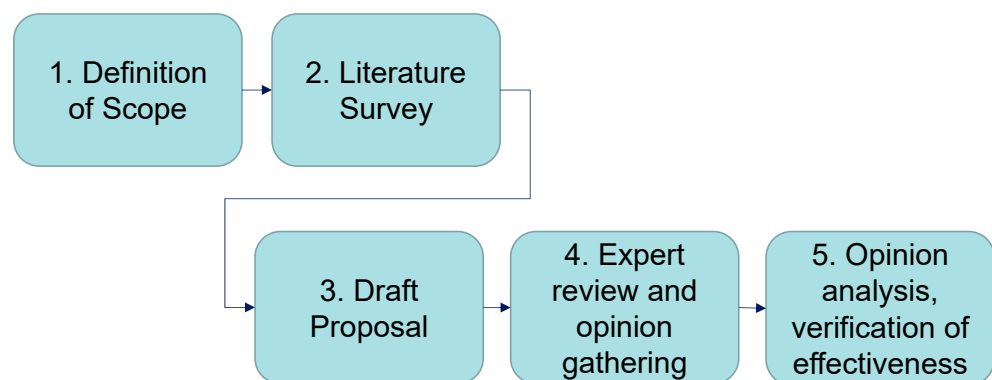 1. Definition
of Scope
2. Literature
Survey
3. Draft
Proposal
4. Expert
review and
opinion
gathering
5. Opinion
analysis,
verification of
effectiveness